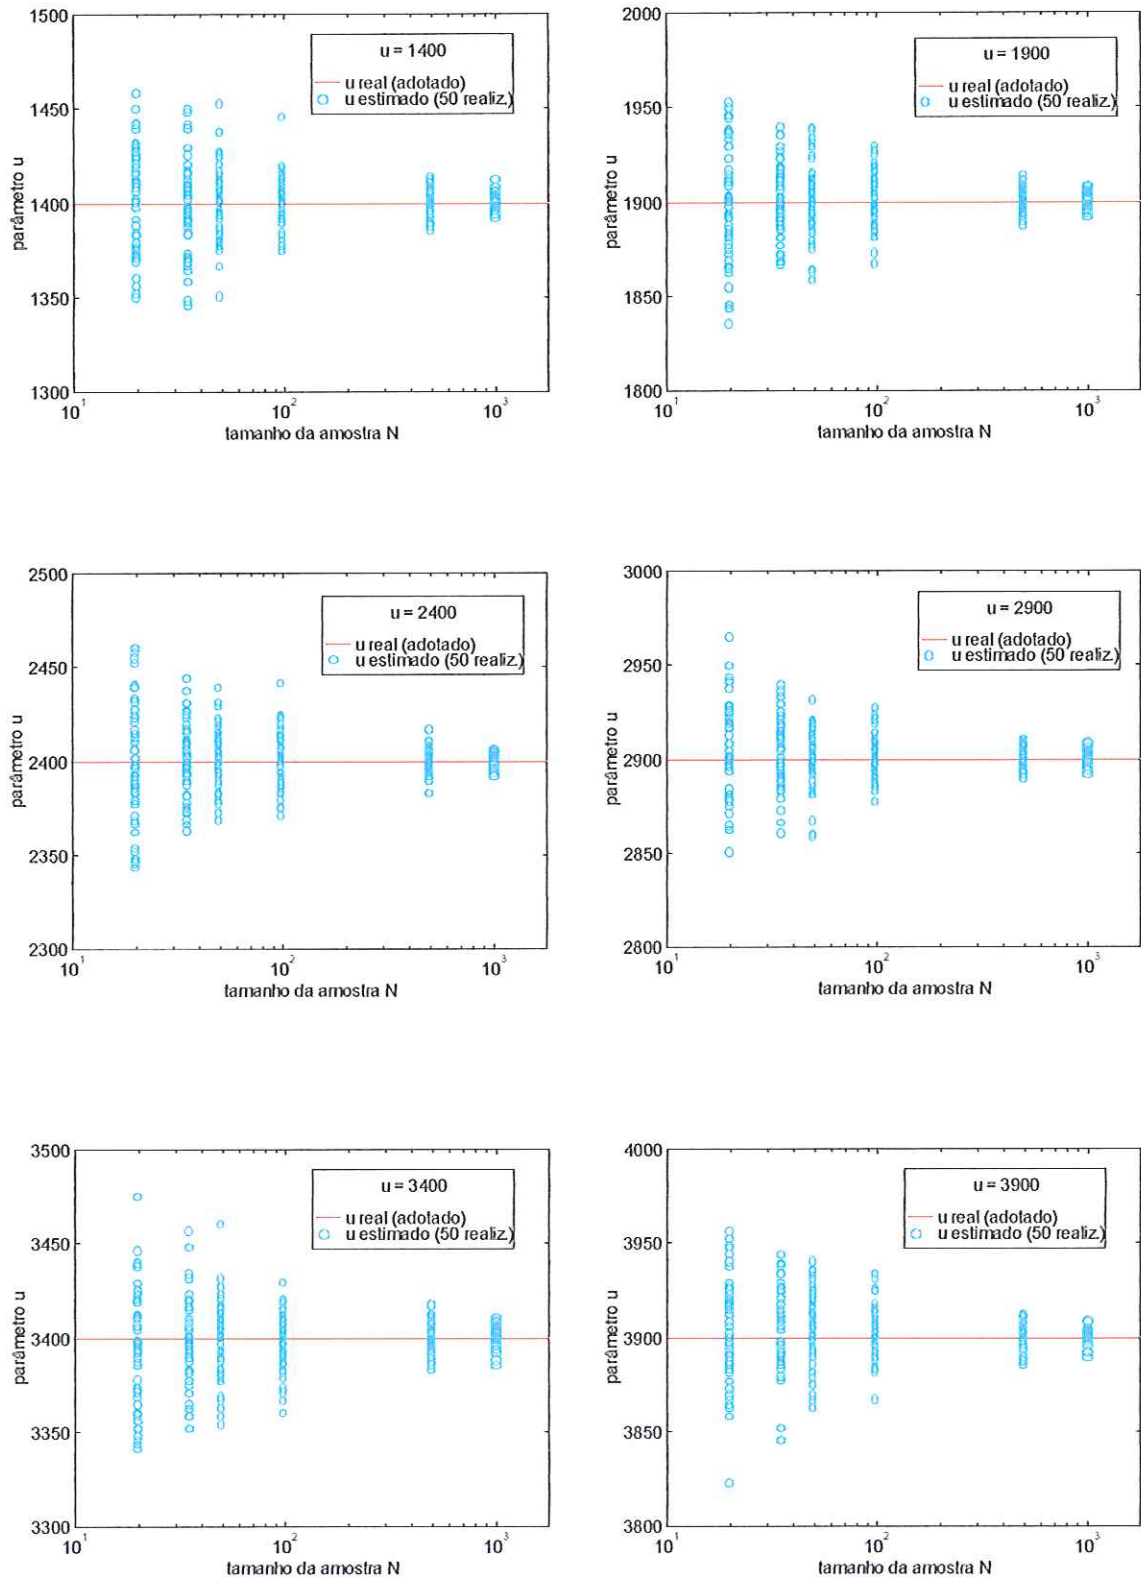 1500
1450
1400
1350
1300
parâmetro u
u = 1400
u real (adotado)
u estimado (50 realiz.)
10¹
10²
10³
tamanho da amostra N
2000
1950
1900
1850
1800
parâmetro u
u = 1900
u real (adotado)
u estimado (50 realiz.)
10¹
10²
10³
tamanho da amostra N
2500
2450
2400
2350
2300
parâmetro u
u = 2400
u real (adotado)
u estimado (50 realiz.)
10¹
10²
10³
tamanho da amostra N
3000
2950
2900
2850
2800
parâmetro u
u = 2900
u real (adotado)
u estimado (50 realiz.)
10¹
10²
10³
tamanho da amostra N
3500
3450
3400
3350
3300
parâmetro u
u = 3400
u real (adotado)
u estimado (50 realiz.)
10¹
10²
10³
tamanho da amostra N
4000
3950
3900
3850
3800
parâmetro u
u = 3900
u real (adotado)
u estimado (50 realiz.)
10¹
10²
10³
tamanho da amostra N